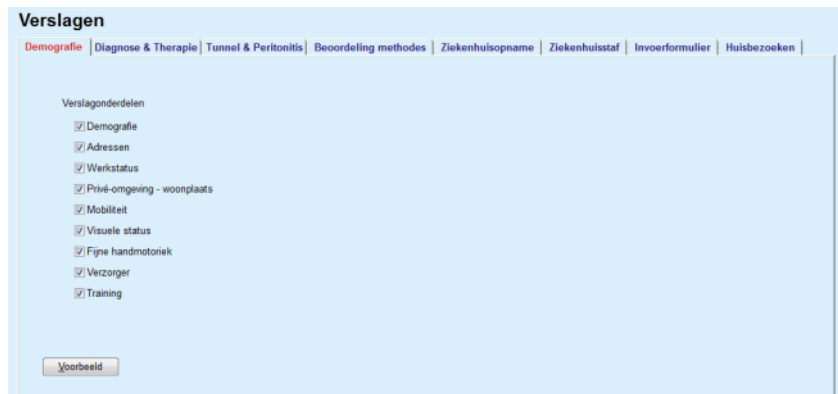 Verslagen
Demografie Diagnose & Therapie Tunnel & Peritonitis Beoordeling methodes Ziekenhuisopname Ziekenhuisstaf Invoerformulier Huisbezoeken
Verslagonderdelen
Demografie
Adressen
Werkstatus
Privé-omgeving - woonplaats
Mobiliteit
Visuele status
Fijne handmotoriek
Verzorger
Training
Voorbeeld